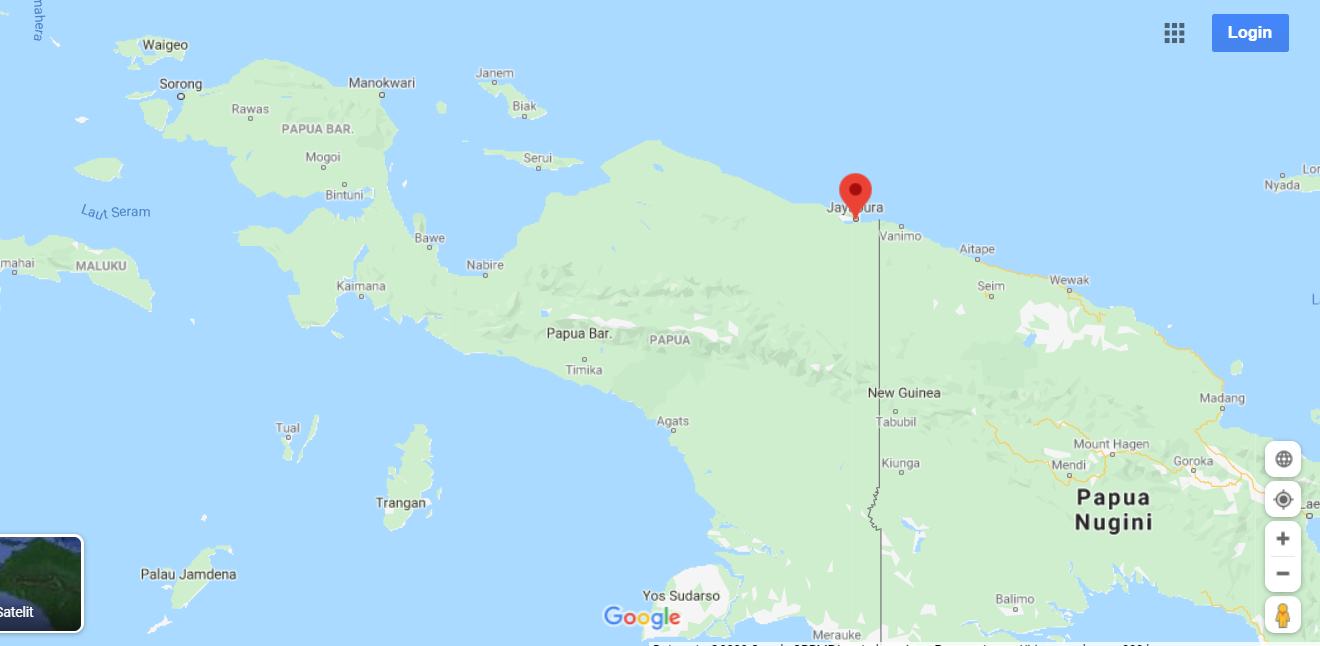 mahera
Waigeo
Login
Sorong
Manokwari
Janem
Rawas
Biak
PAPUA BAR.
Mogoi
Serui
Bintuni
Nyada
Laut Seram
Jayapura
Vanimo
Bawe
Aitape
mahai
MALUKU
Nabire
Kaimana
Seim
Wewak
Papua Bar.
PAPUA
Timika
New Guinea
Madang
Agats
Tabubil
Tual
Mount Hagen
Kiunga
Mendi
Goroka
Trangan
Papua
Nugini
Lae
Palau Jamdena
Satelit
Yos Sudarso
Balimo
Google
Merauke